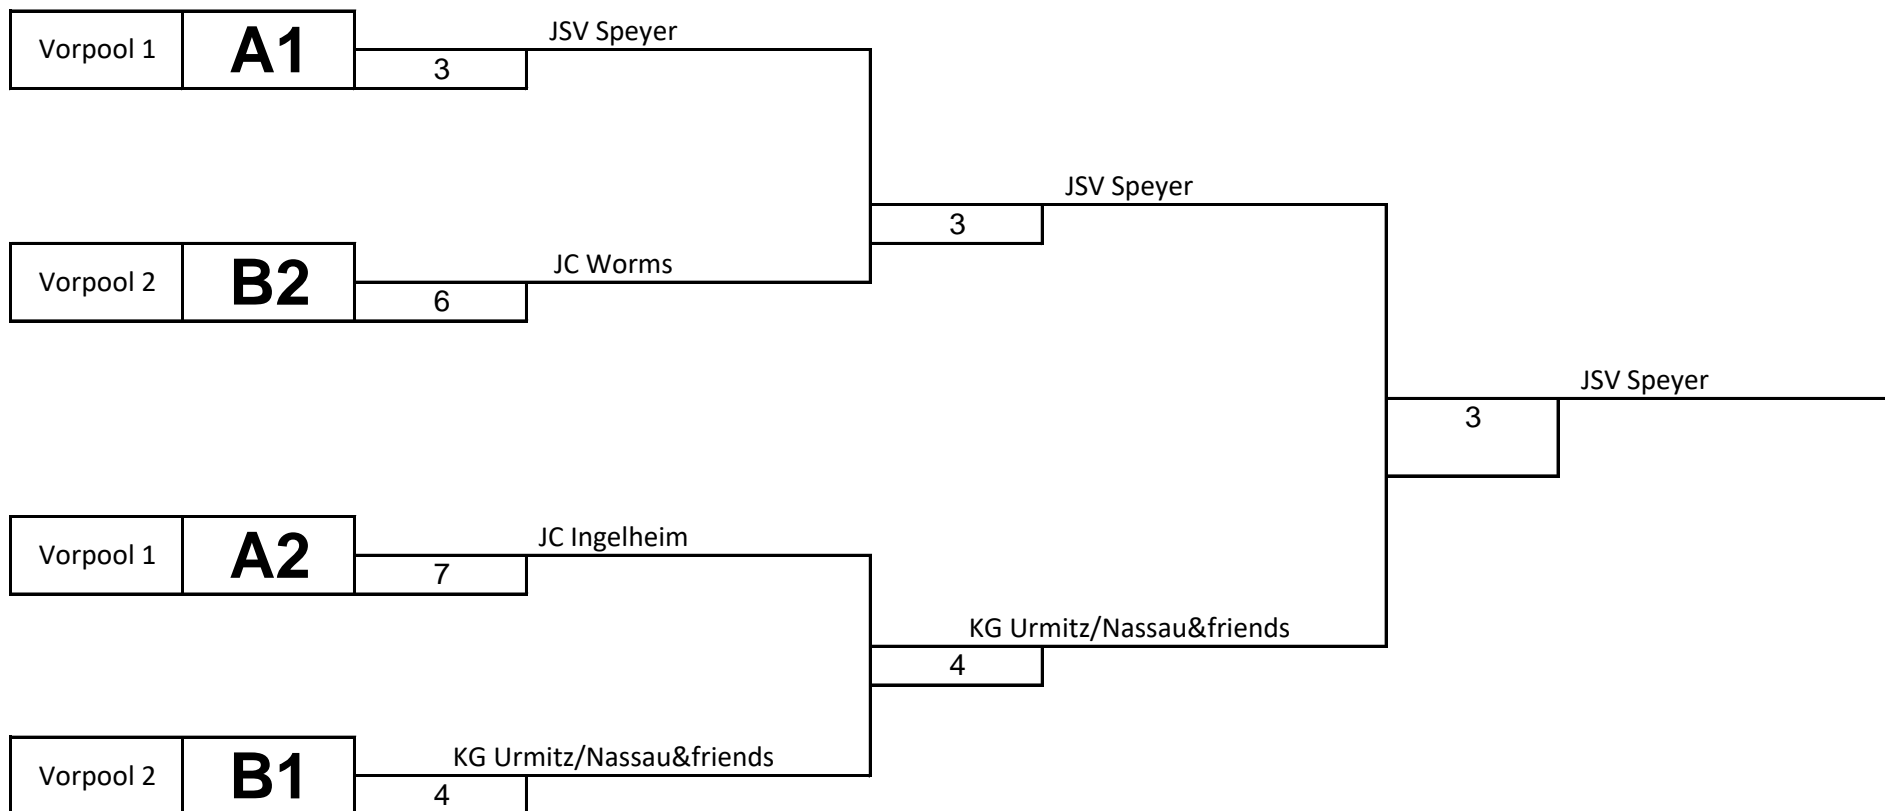 Vorpool 1 A1 JSV Speyer
3
JSV Speyer
3
Vorpool 2 B2 JC Worms
6
JSV Speyer
3
Vorpool 1 A2 JC Ingelheim
7
KG Urmitz/Nassau&friends
4
Vorpool 2 B1 KG Urmitz/Nassau&friends
4